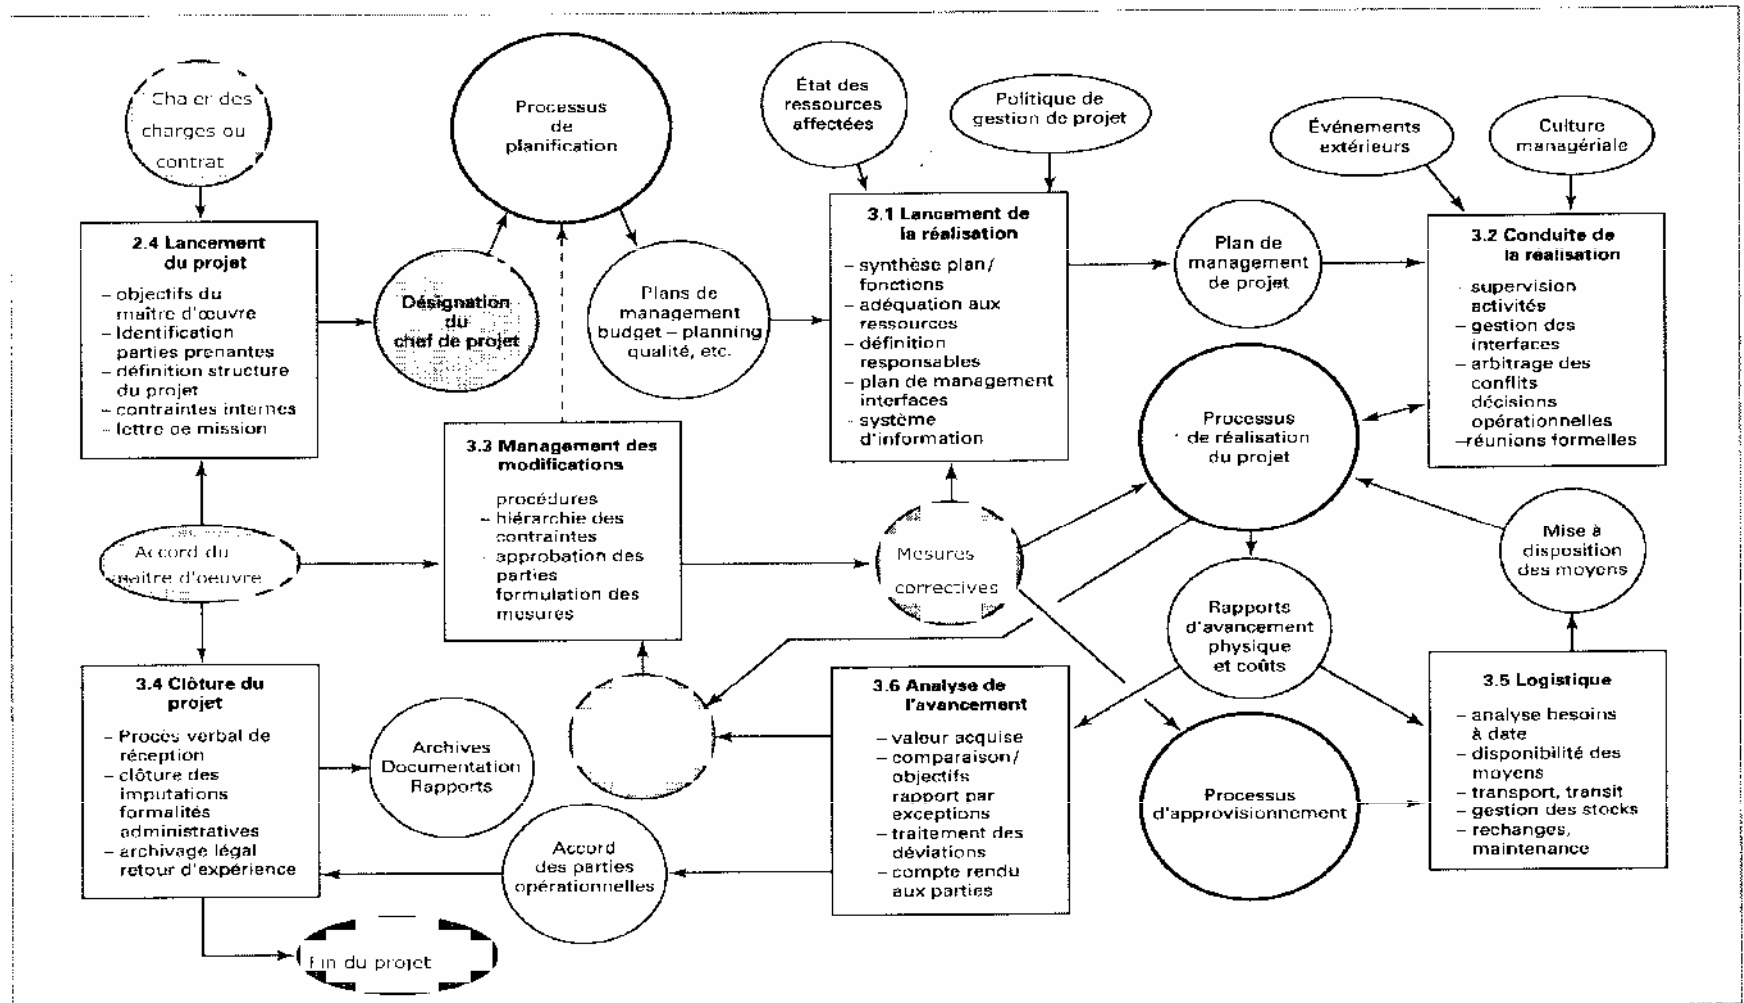 Cha er des
charges ou
contrat
Processus
de
planification
État des
ressources
affectées
Politique de
gestion de projet
Événements
extérieurs
Culture
managériale
2.4 Lancement
du projet
– objectifs du
maître d'œuvre
– Identification
parties prenantes
– définition structure
du projet
– contraintes internes
– lettre de mission
Désignation
du
chef de projet
Plans de
management
budget – planning
qualité, etc.
3.1 Lancement de
la réalisation
– synthèse plan/
fonctions
– adéquation aux
ressources
– définition
responsables
– plan de management
interfaces
– système
d'information
Plan de
management
de projet
3.2 Conduite de
la réalisation
- supervision
activités
– gestion des
interfaces
– arbitrage des
conflits
décisions
opérationnelles
–réunions formelles
3.3 Management des
modifications
procédures
– hiérarchie des
contraintes
- approbation des
parties
formulation des
mesures
Processus
de réalisation
du projet
Accord du
maître d'oeuvre
Mesures
correctives
Mise à
disposition
des moyens
Rapports
d'avancement
physique
et coûts
3.4 Clôture du
projet
– Procès verbal de
réception
– clôture des
imputations
formalités
administratives
– archivage légal
retour d'expérience
Archives
Documentation
Rapports
3.6 Analyse de
l'avancement
– valeur acquise
– comparaison/
objectifs
rapport par
exceptions
– traitement des
déviations
– compte rendu
aux parties
Processus
d'approvisionnement
3.5 Logistique
– analyse besoins
à date
– disponibilité des
moyens
– transport, transit
– gestion des stocks
– rechanges,
maintenance
Accord
des parties
opérationnelles
Fin du projet